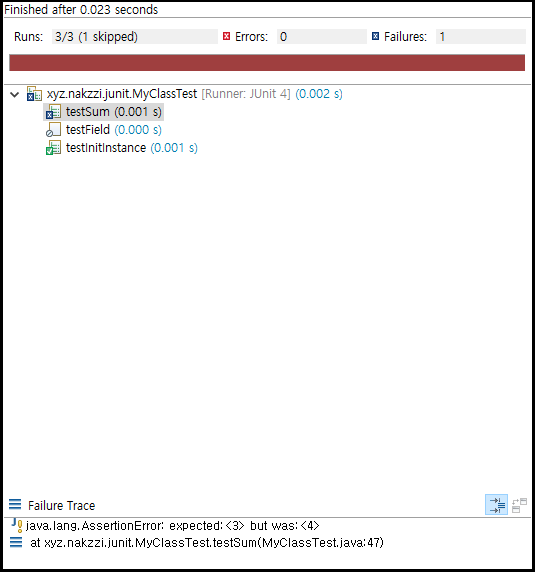 Finished after 0.023 seconds
Runs: 3/3 (1 skipped) Errors: 0 Failures: 1
xyz.nakzzi.junit.MyClassTest [Runner: JUnit 4] (0.002 s)
testSum (0.001 s)
testField (0.000 s)
testInitInstance (0.001 s)
Failure Trace
java.lang.AssertionError: expected:<3> but was:<4>
at xyz.nakzzi.junit.MyClassTest.testSum(MyClassTest.java:47)